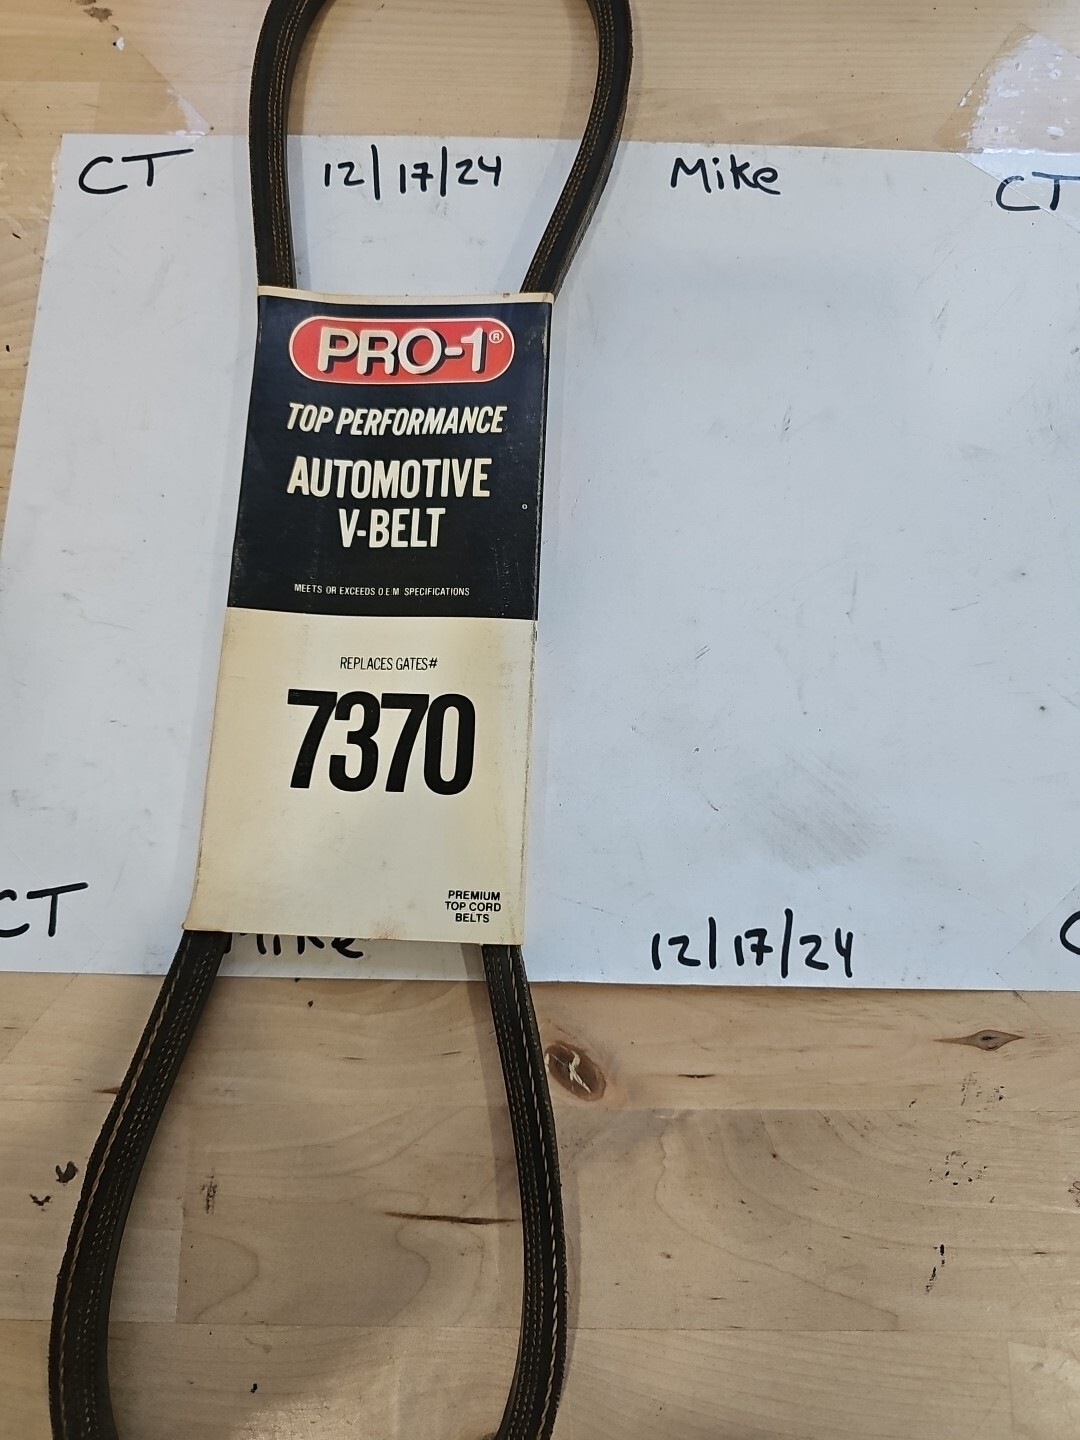 CT 12/17/24 Mike CT
PRO-1®
TOP PERFORMANCE
AUTOMOTIVE
V-BELT
MEETS OR EXCEEDS O.E.M. SPECIFICATIONS
REPLACES GATES#
7370
PREMIUM
TOP CORD
BELTS
CT Mike 12/17/24